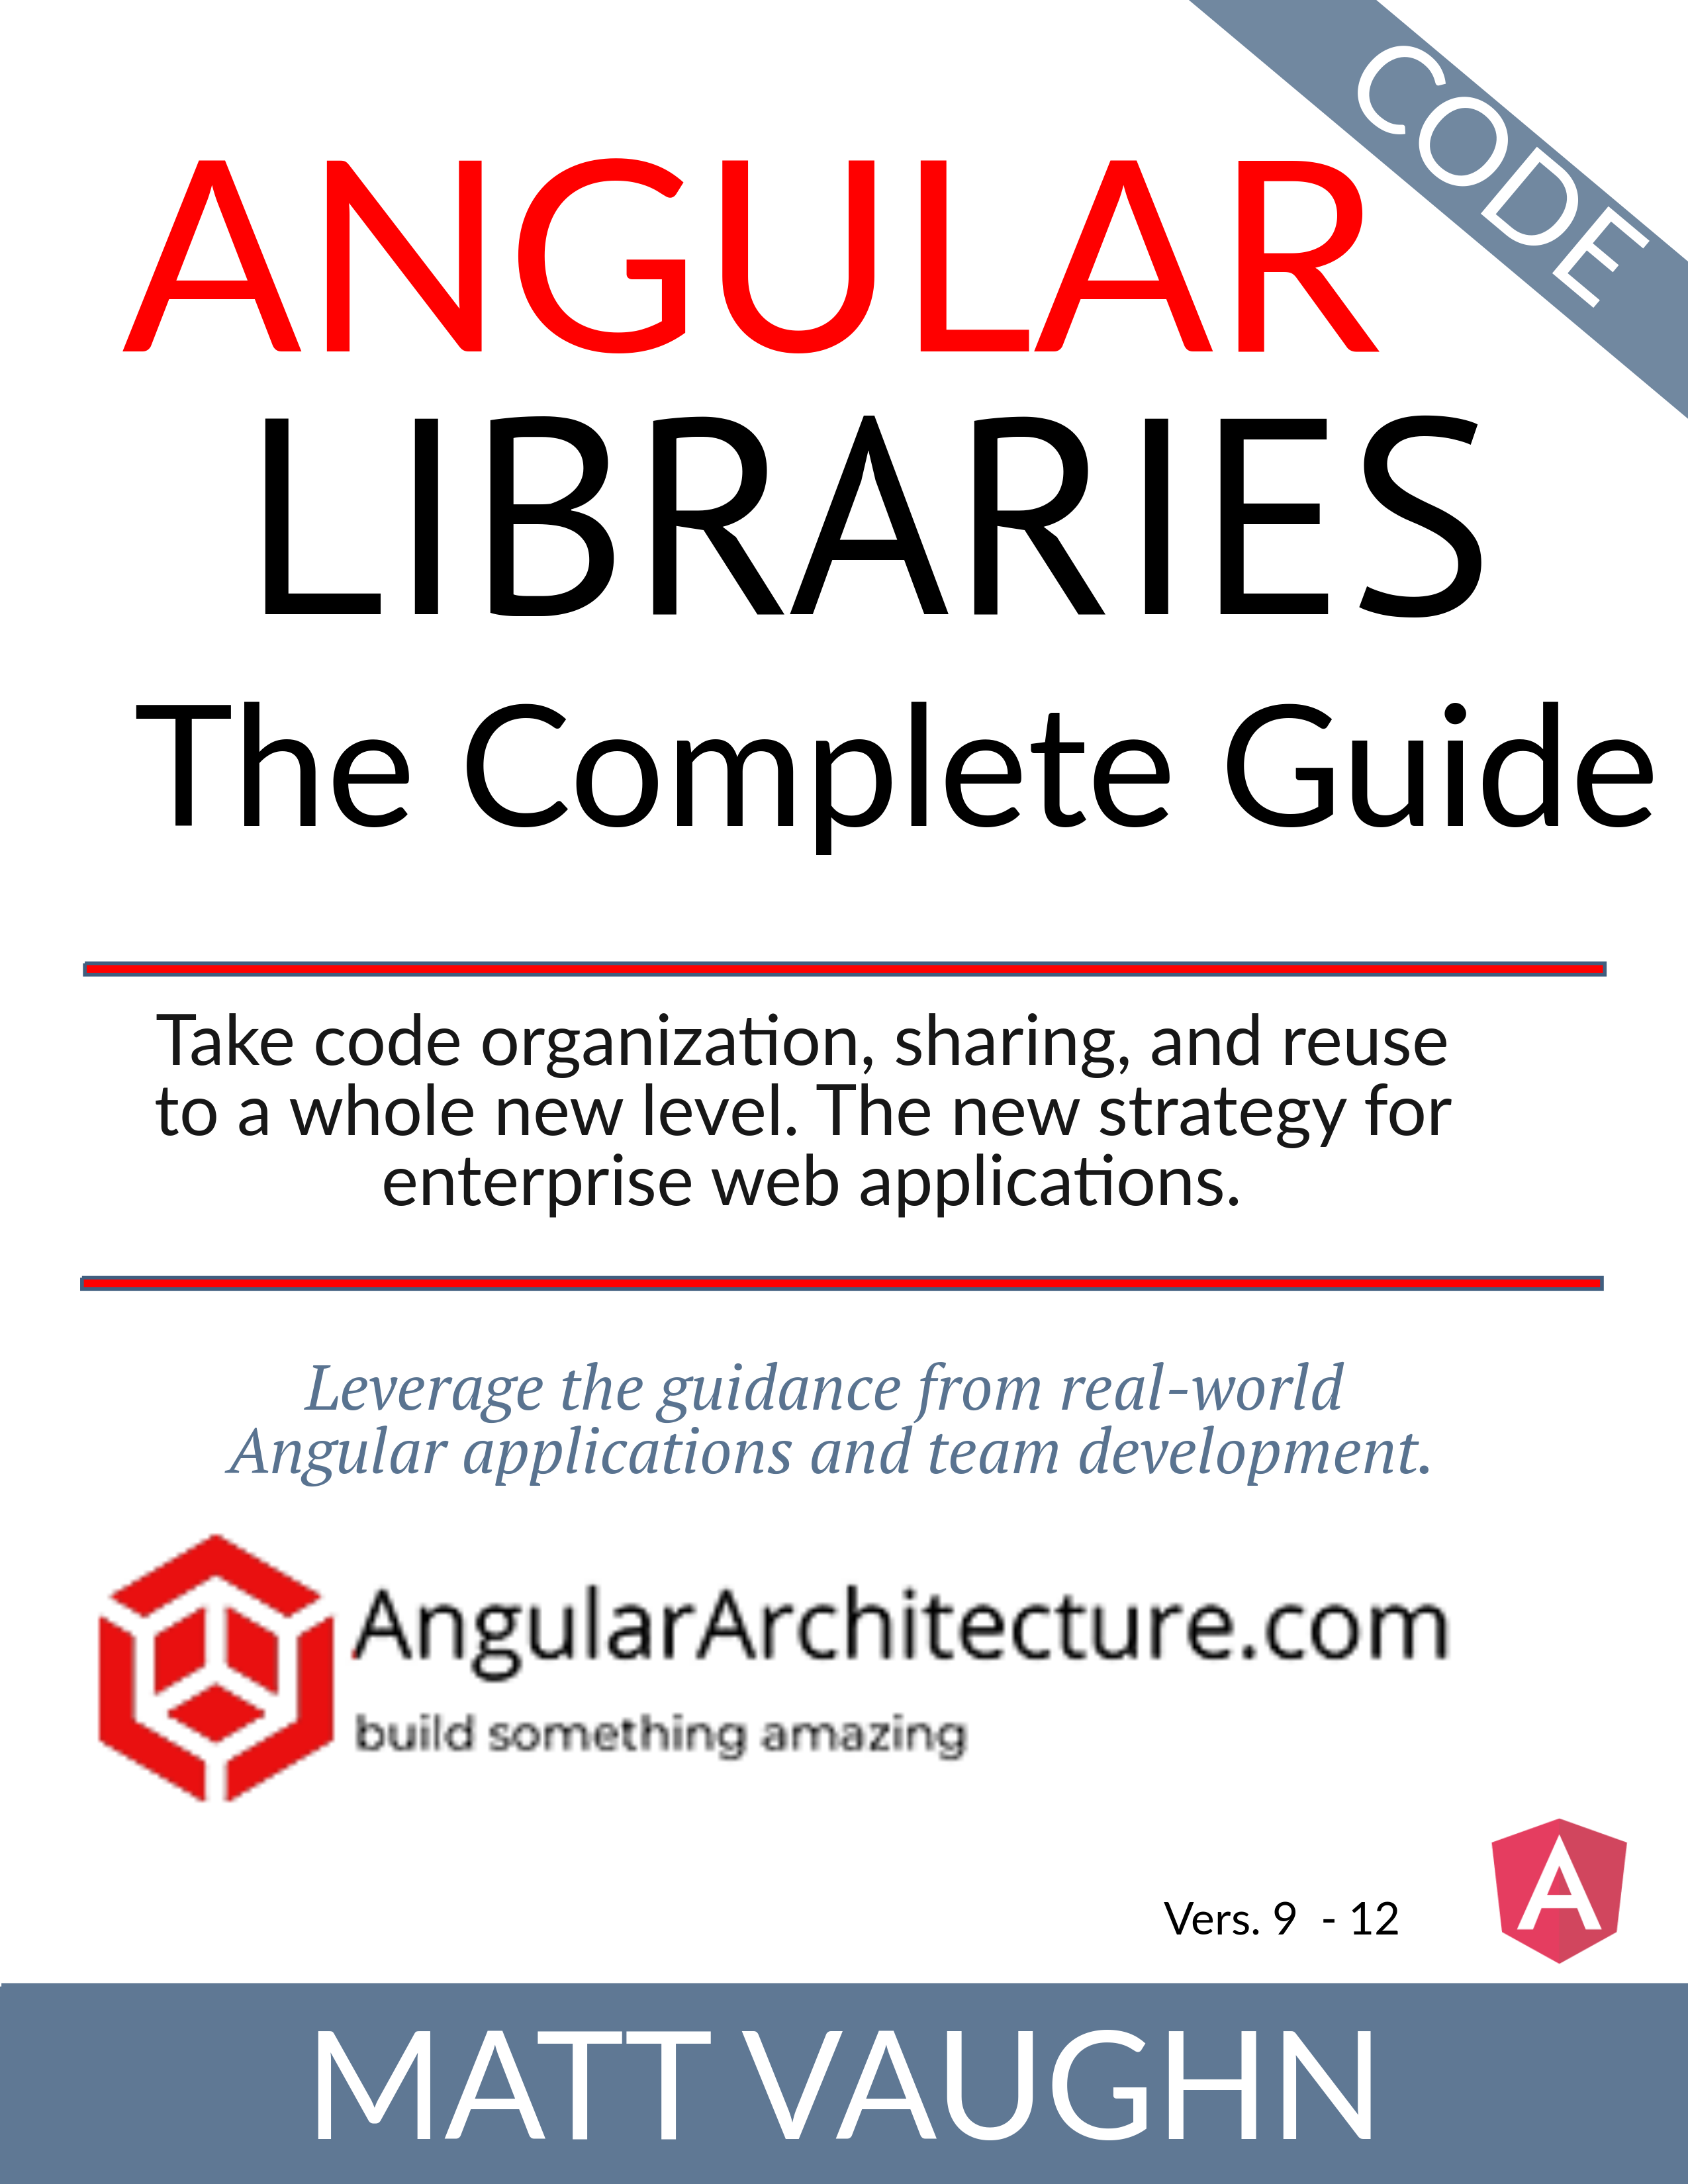 CODE
ANGULAR
LIBRARIES
The Complete Guide
Take code organization, sharing, and reuse
to a whole new level. The new strategy for
enterprise web applications.
Leverage the guidance from real-world
Angular applications and team development.
AngularArchitecture.com
build something amazing
Vers. 9  - 12
A
MATT VAUGHN